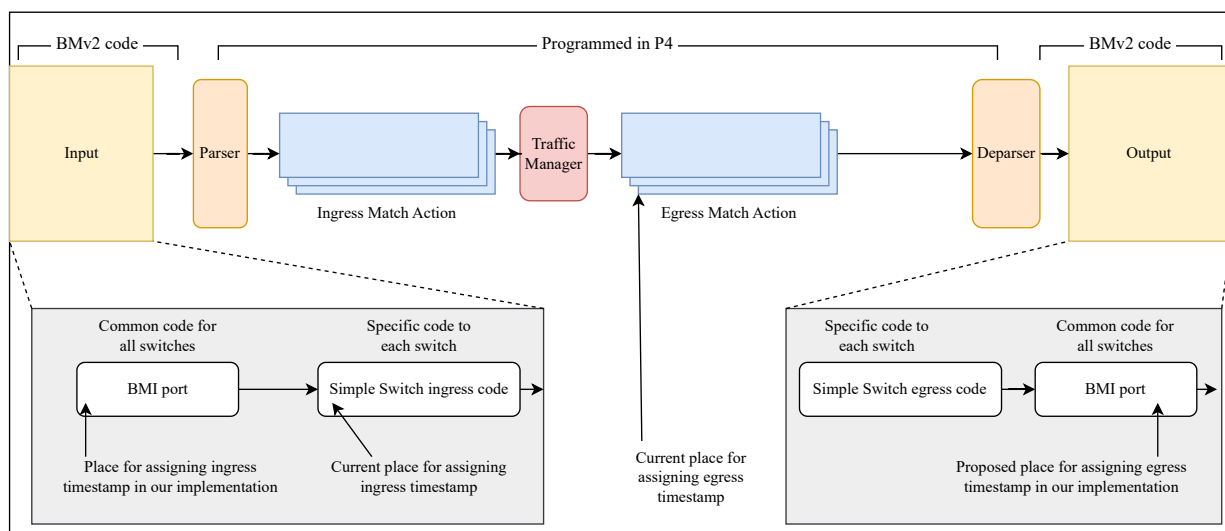 BMv2 code
Programmed in P4
BMv2 code
Input
Parser
Ingress Match Action
Traffic
Manager
Egress Match Action
Deparser
Output
Common code for
all switches
BMI port
Specific code to
each switch
Simple Switch ingress code
Place for assigning ingress
timestamp in our implementation
Current place for assigning
ingress timestamp
Current place for
assigning egress
timestamp
Specific code to
each switch
Simple Switch egress code
Common code for
all switches
BMI port
Proposed place for assigning egress
timestamp in our implementation